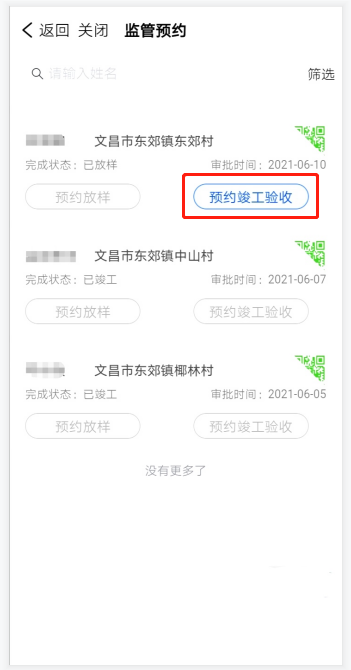 返回 关闭 监管预约
请输入姓名 筛选
文昌市东郊镇东郊村
完成状态：已放样 审批时间：2021-06-10
预约放样 预约竣工验收
文昌市东郊镇中山村
完成状态：已竣工 审批时间：2021-06-07
预约放样 预约竣工验收
文昌市东郊镇椰林村
完成状态：已竣工 审批时间：2021-06-05
预约放样 预约竣工验收
没有更多了